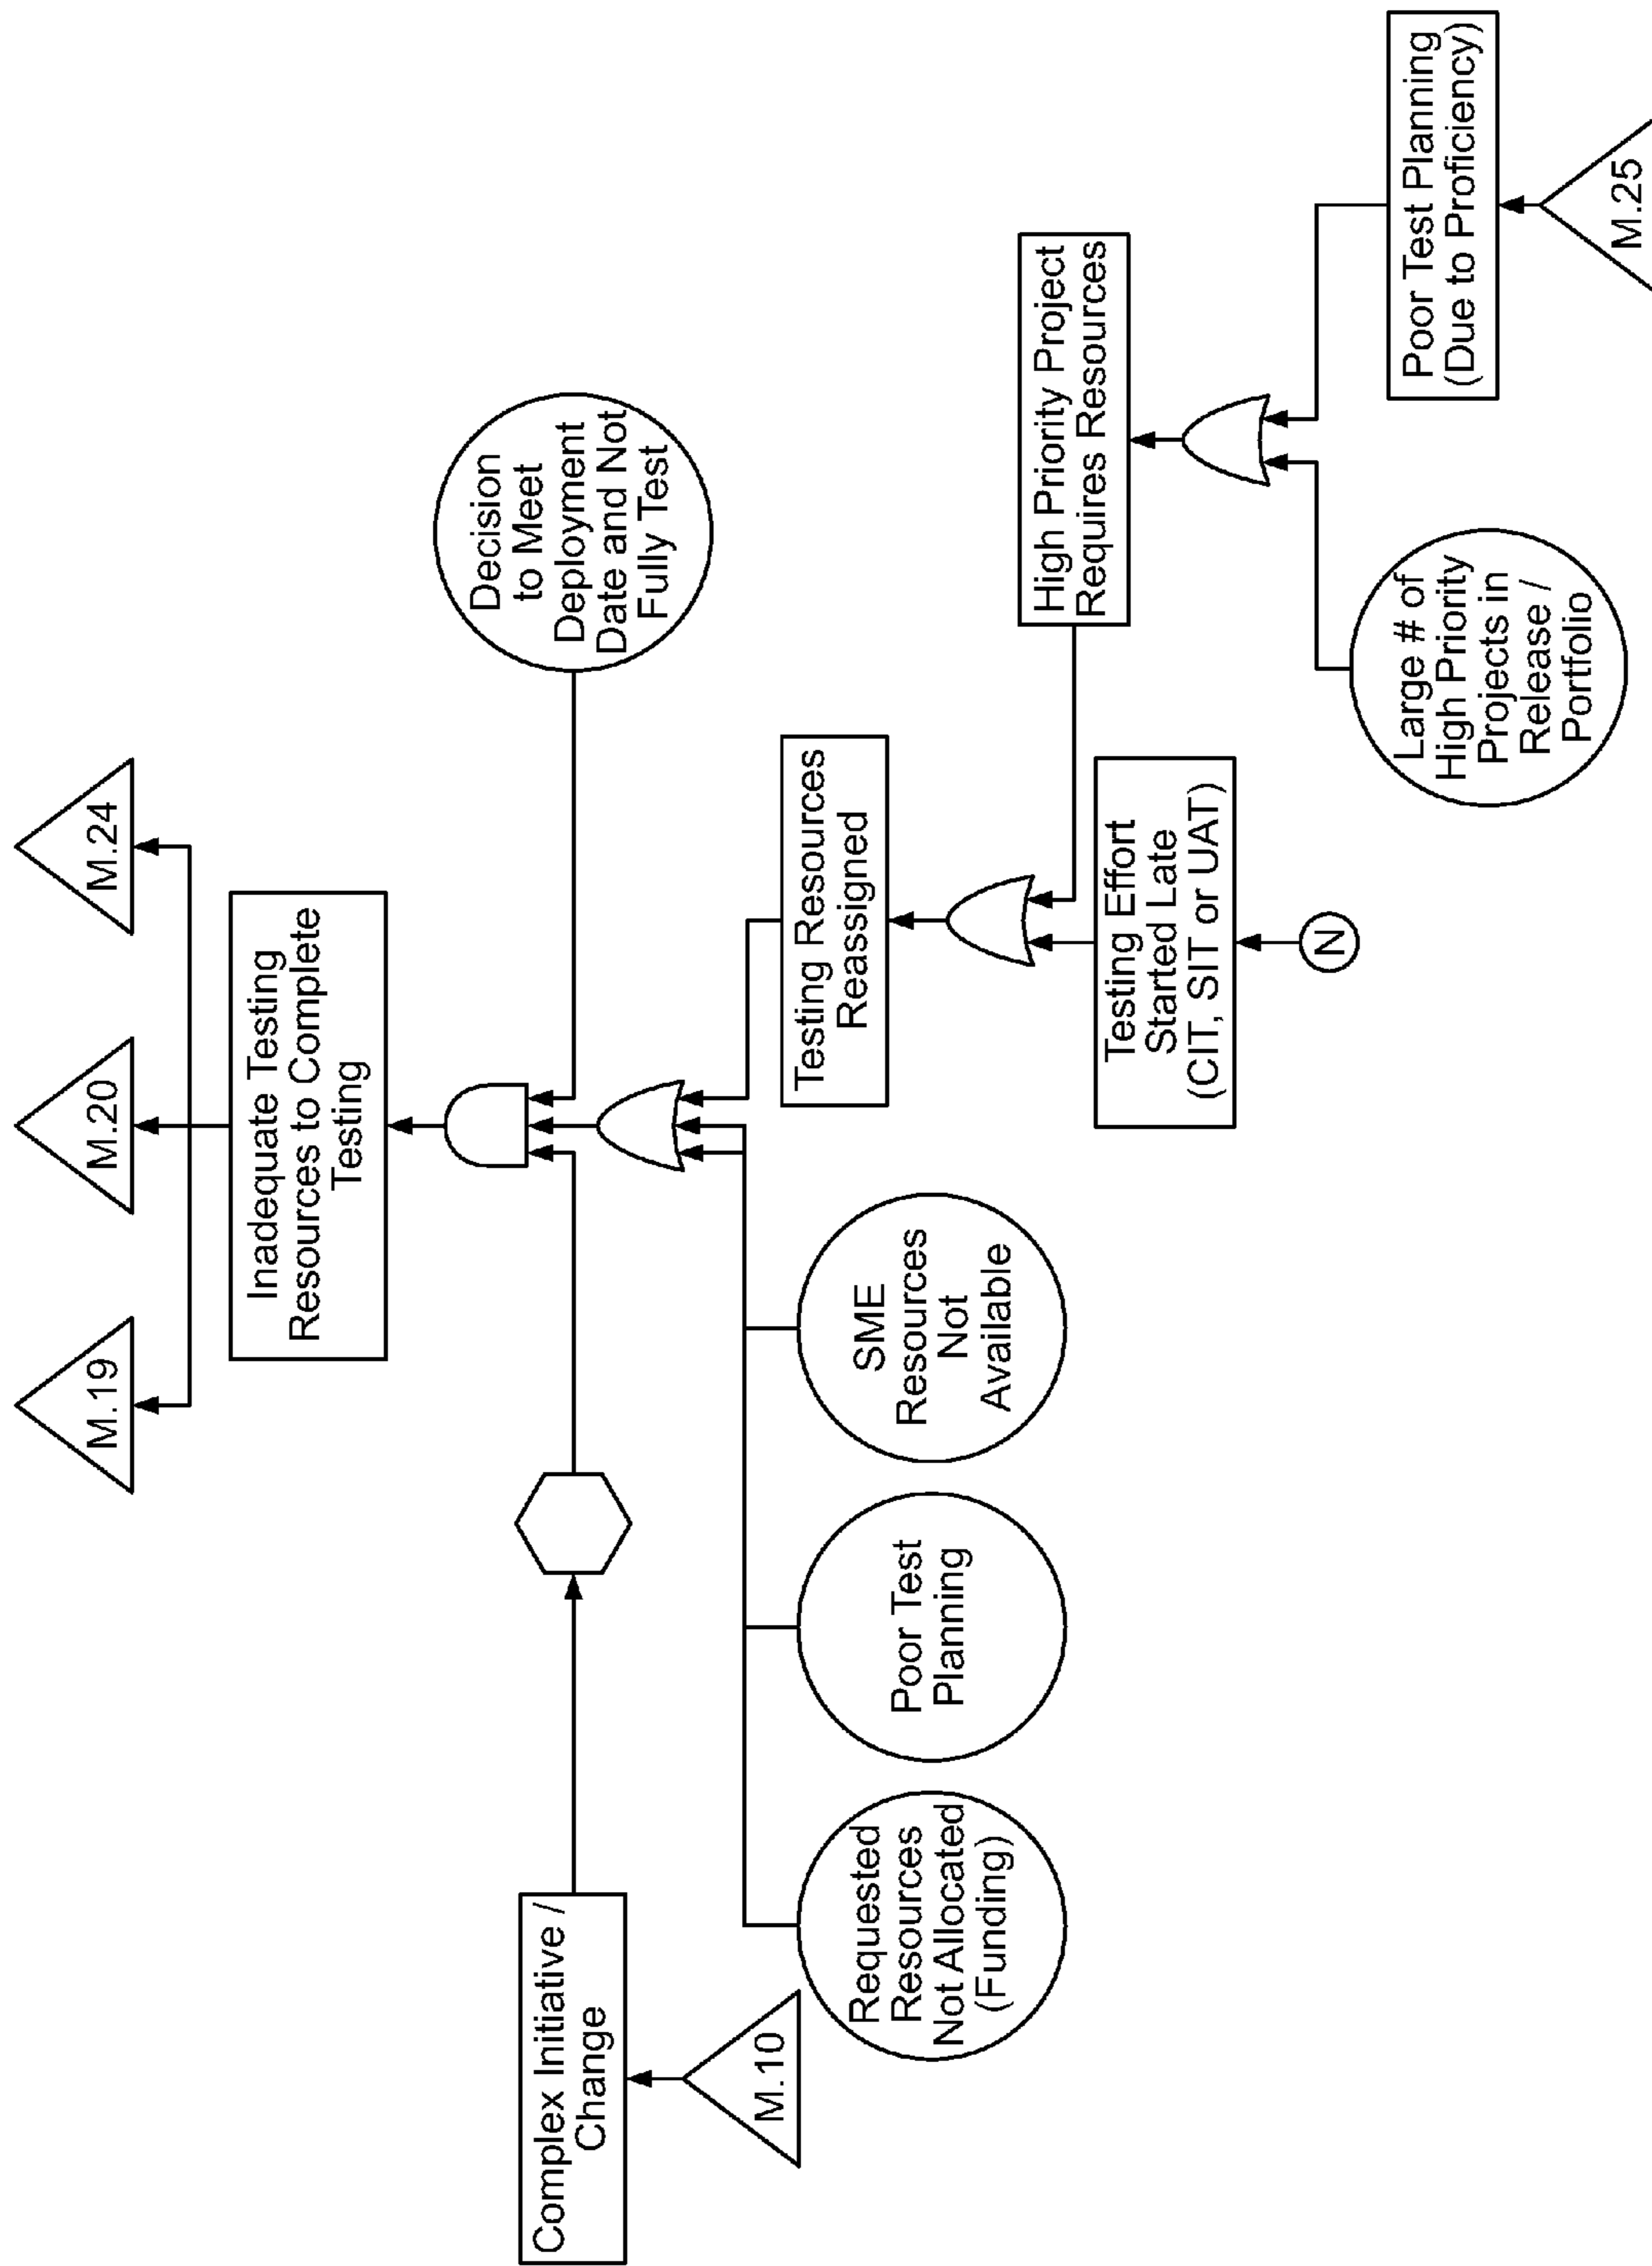 M.19
M.20
M.24
Inadequate Testing
Resources to Complete
Testing
Complex Initiative /
Change
M.10
Decision
to Meet
Deployment
Date and Not
Fully Test
Requested
Resources
Not Allocated
(Funding)
Poor Test
Planning
SME
Resources
Not
Available
Testing Resources
Reassigned
Testing Effort
Started Late
(CIT, SIT or UAT)
N
High Priority Project
Requires Resources
Large # of
High Priority
Projects in
Release /
Portfolio
Poor Test Planning
(Due to Proficiency)
M.25